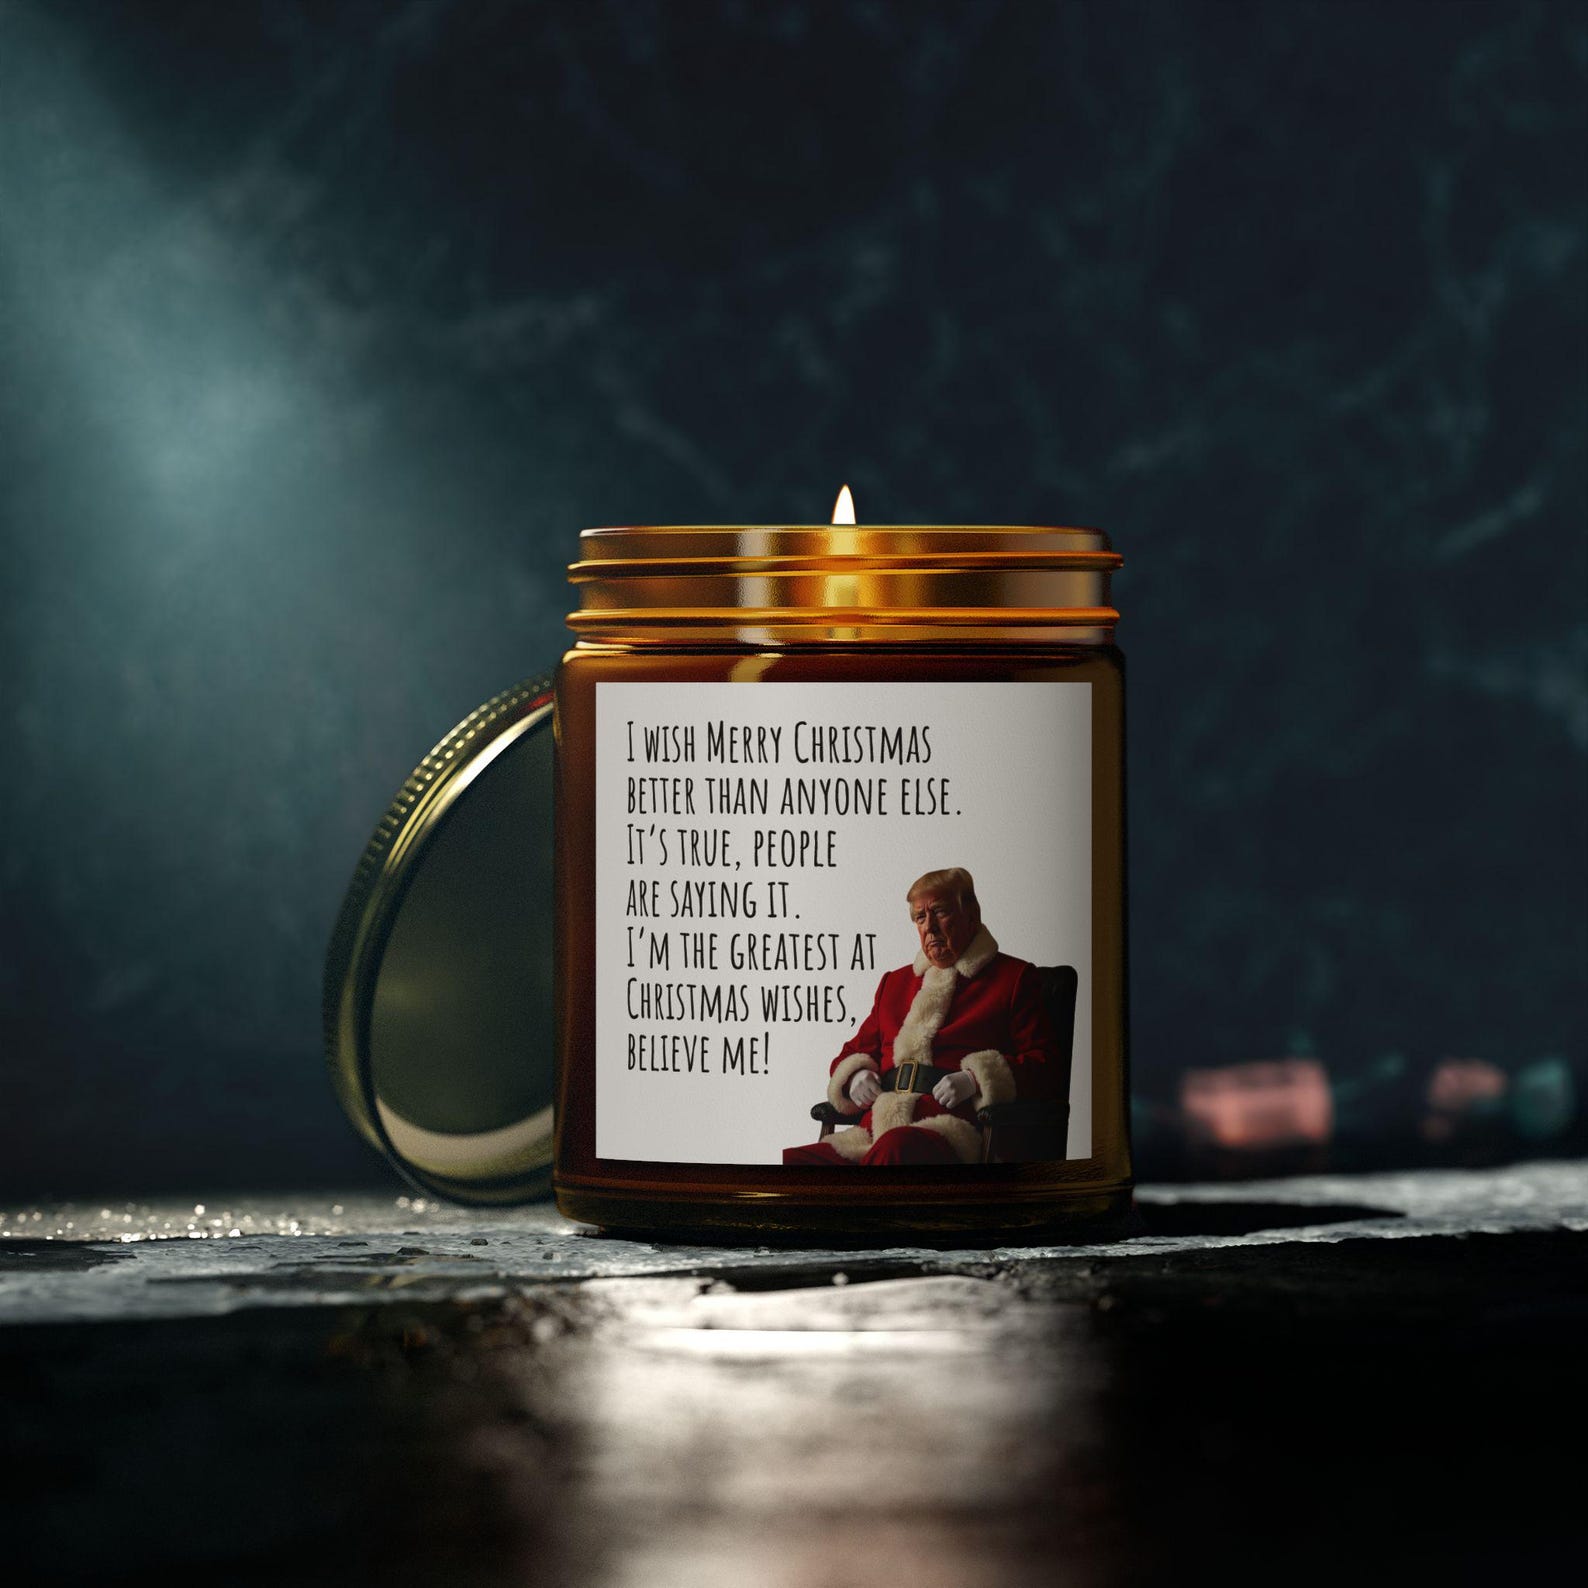 I wish Merry Christmas
better than anyone else.
It's true, people
are saying it.
I'm the greatest at
Christmas wishes,
believe me!